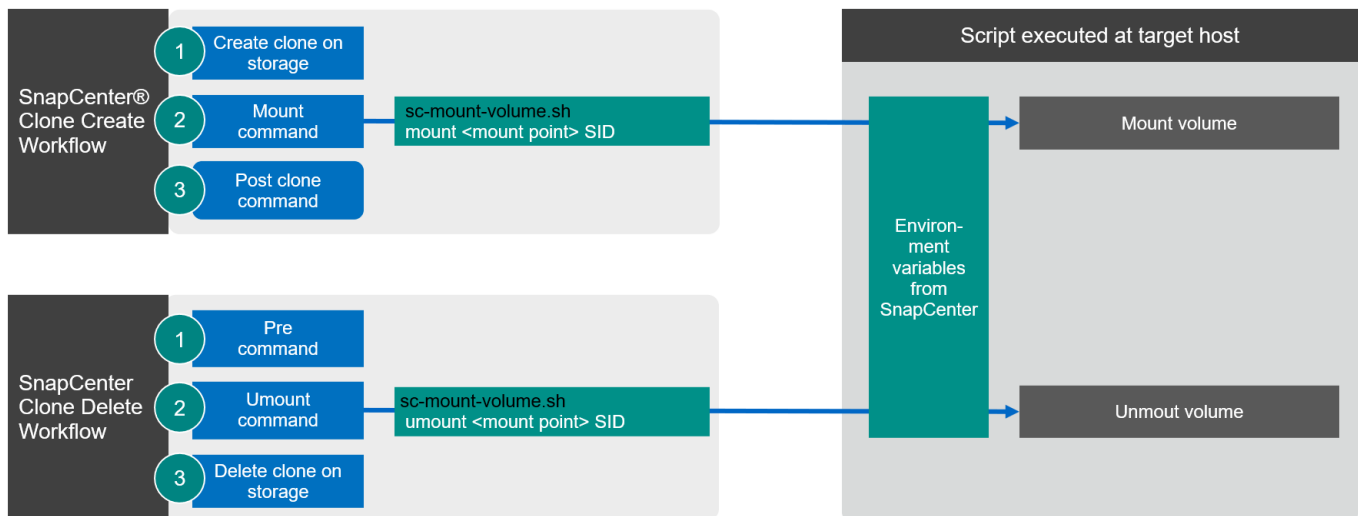 SnapCenter®
Clone Create
Workflow
1
Create clone on
storage
2
Mount
command
sc-mount-volume.sh
mount <mount point> SID
3
Post clone
command
SnapCenter
Clone Delete
Workflow
1
Pre
command
2
Umount
command
sc-mount-volume.sh
umount <mount point> SID
3
Delete clone on
storage
Script executed at target host
Environ-
ment
variables
from
SnapCenter
Mount volume
Unmout volume